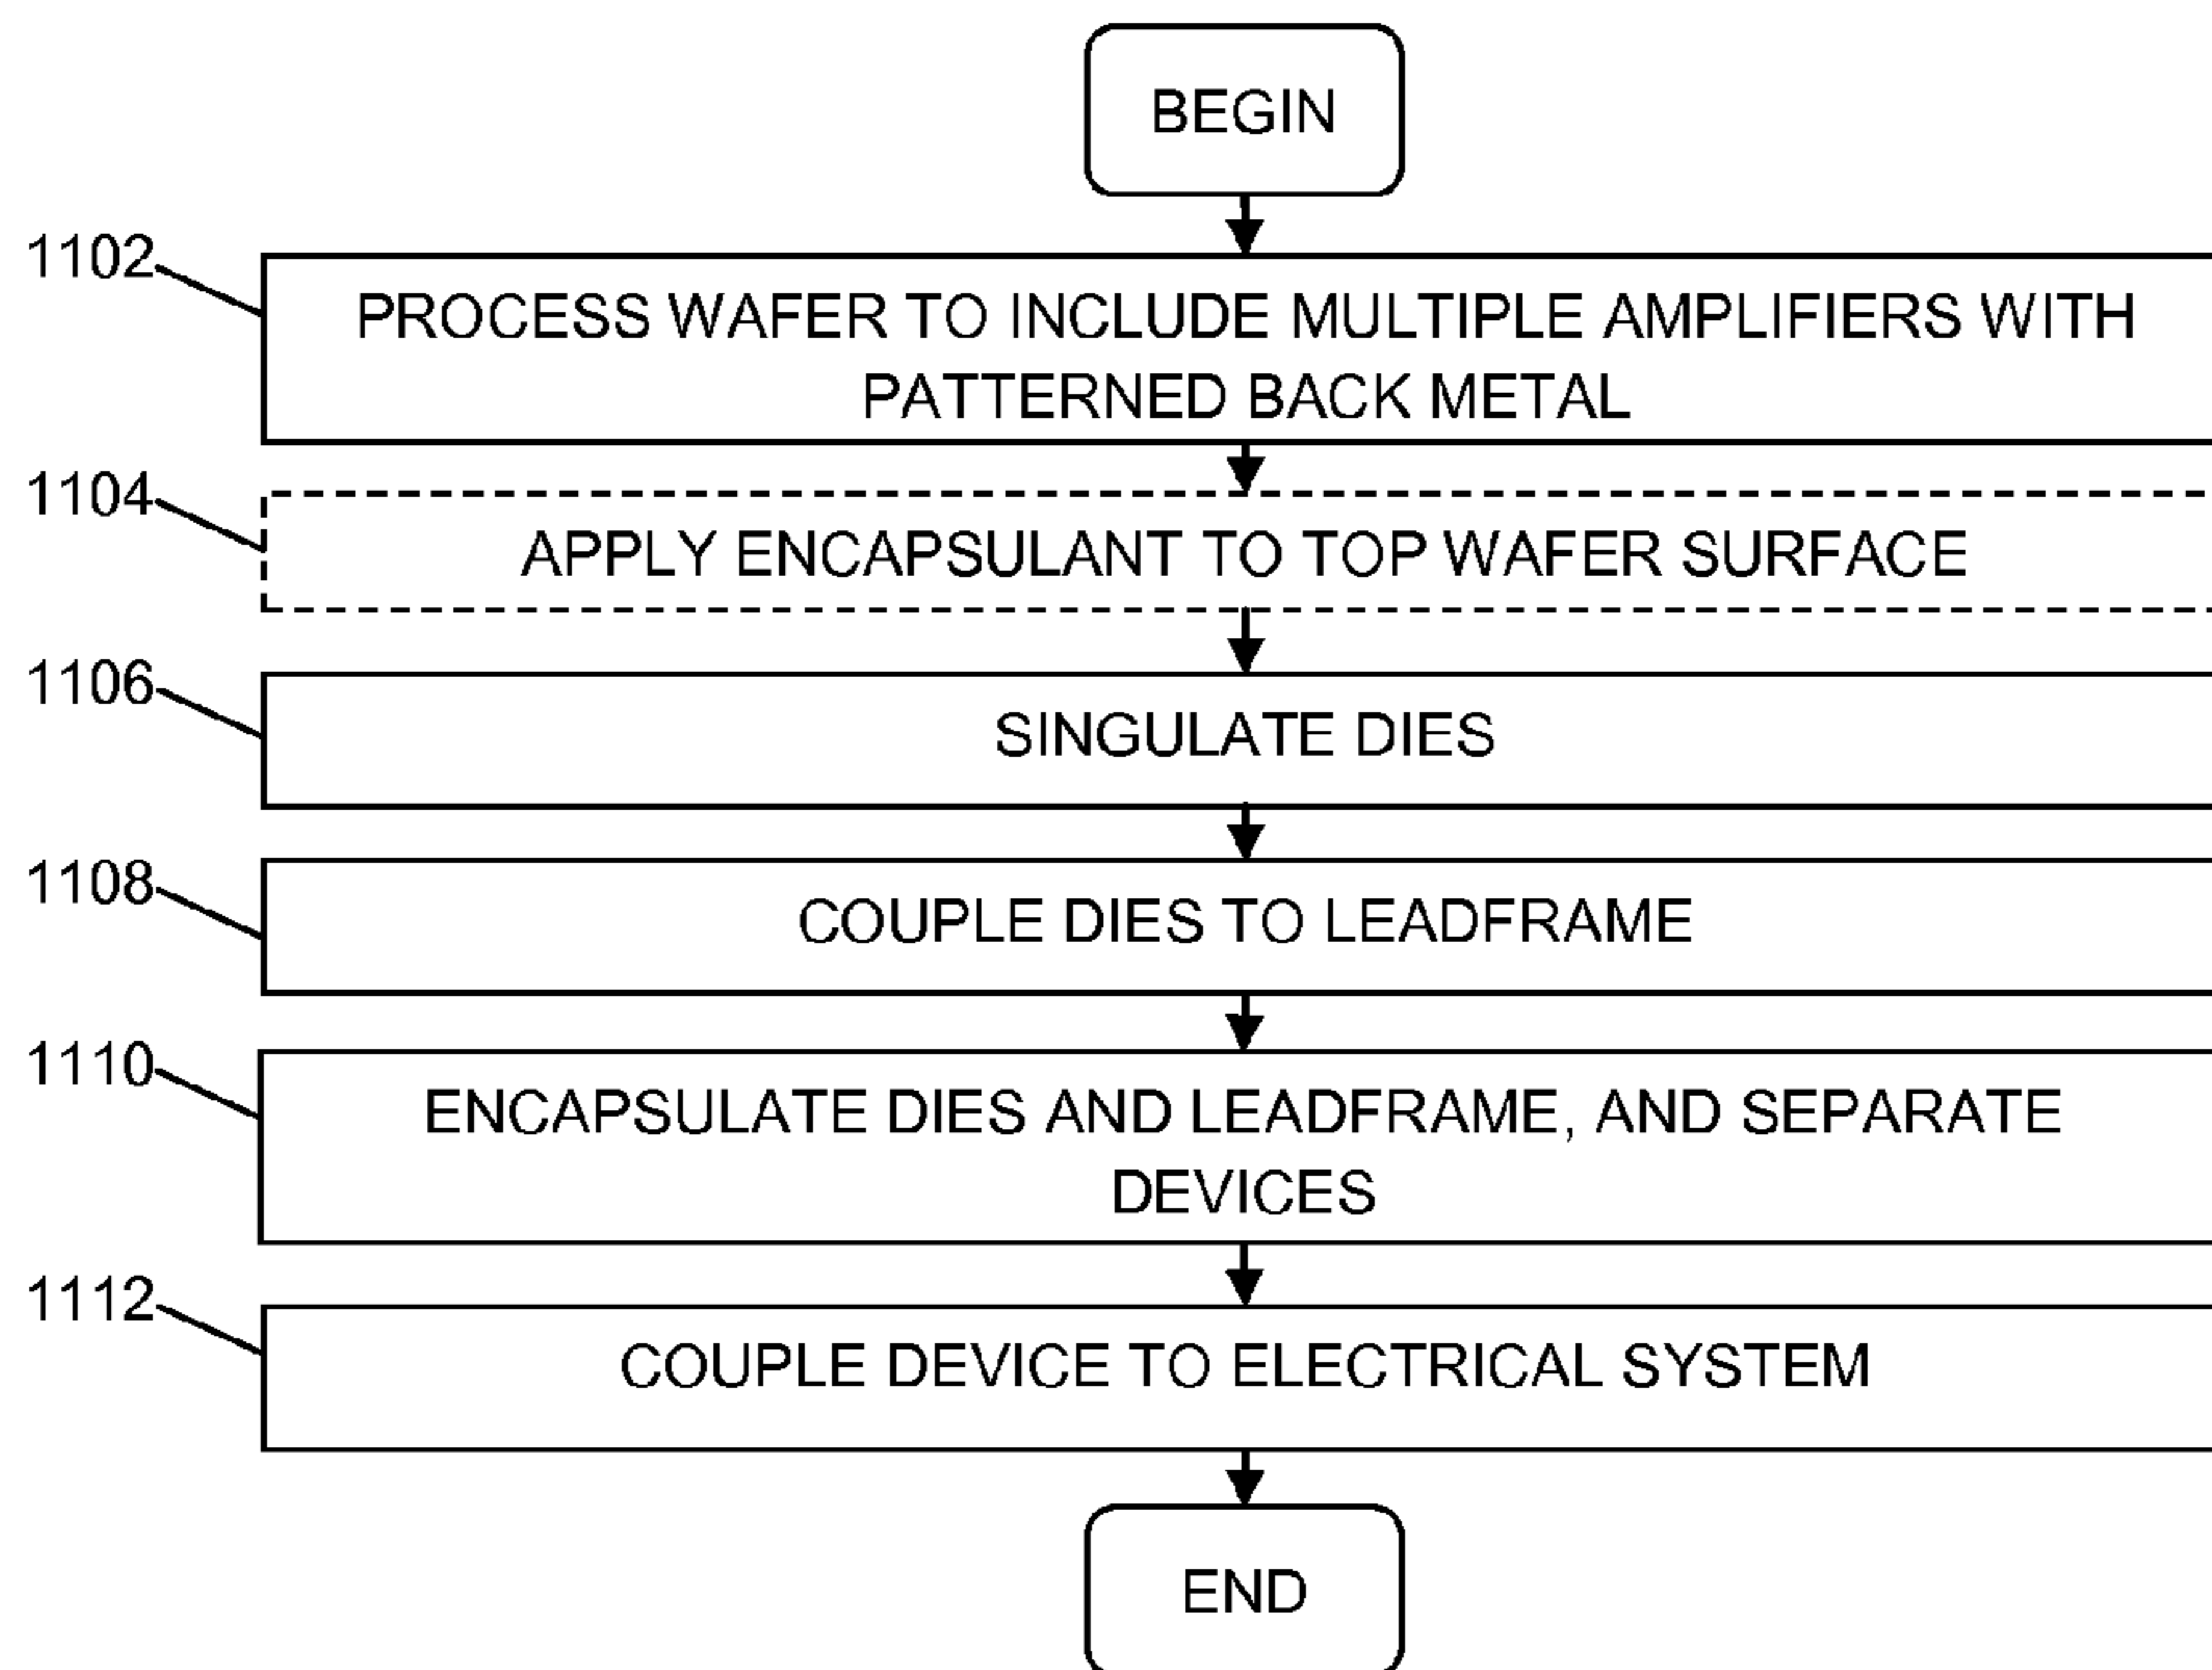 BEGIN
1102
PROCESS WAFER TO INCLUDE MULTIPLE AMPLIFIERS WITH
PATTERNED BACK METAL
1104
APPLY ENCAPSULANT TO TOP WAFER SURFACE
1106
SINGULATE DIES
1108
COUPLE DIES TO LEADFRAME
1110
ENCAPSULATE DIES AND LEADFRAME, AND SEPARATE
DEVICES
1112
COUPLE DEVICE TO ELECTRICAL SYSTEM
END